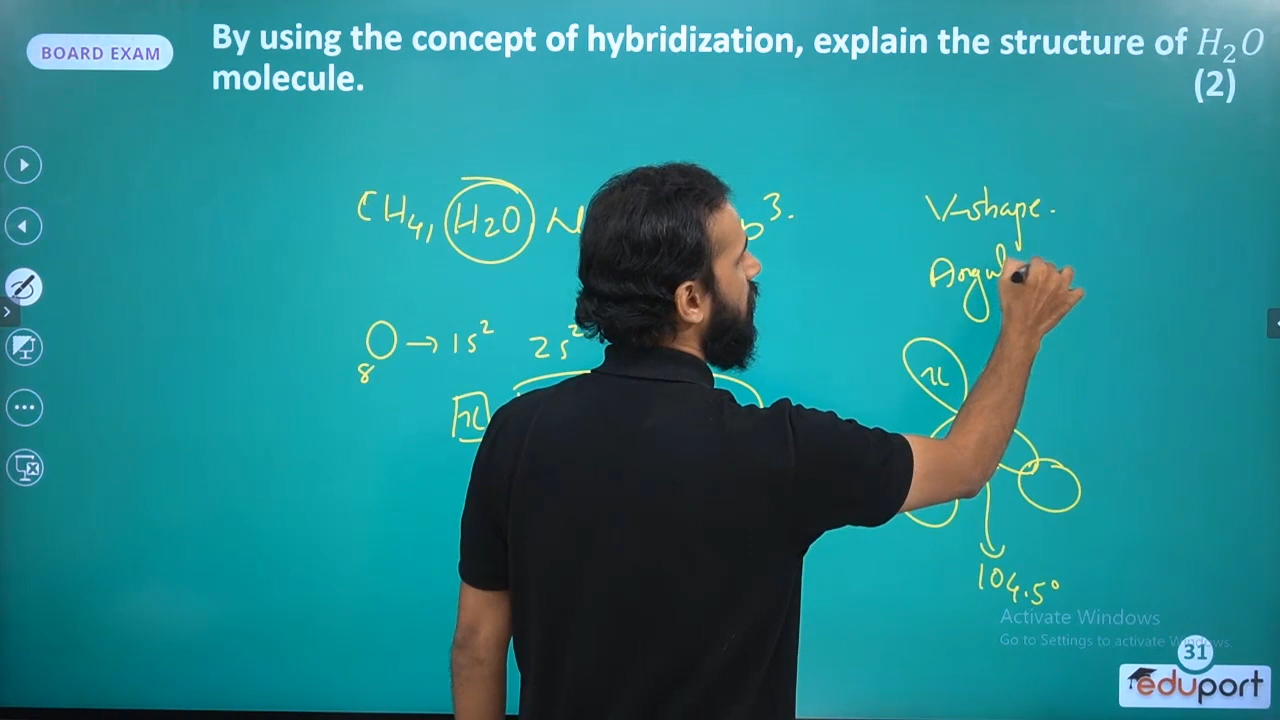 BOARD EXAM
By using the concept of hybridization, explain the structure of H₂O
molecule.
(2)
CH4, H2O
3.
V-shape.
O → 1s² 2s²
8
104.5°
Activate Windows
Go to Settings to activate Windows.
31
eduport